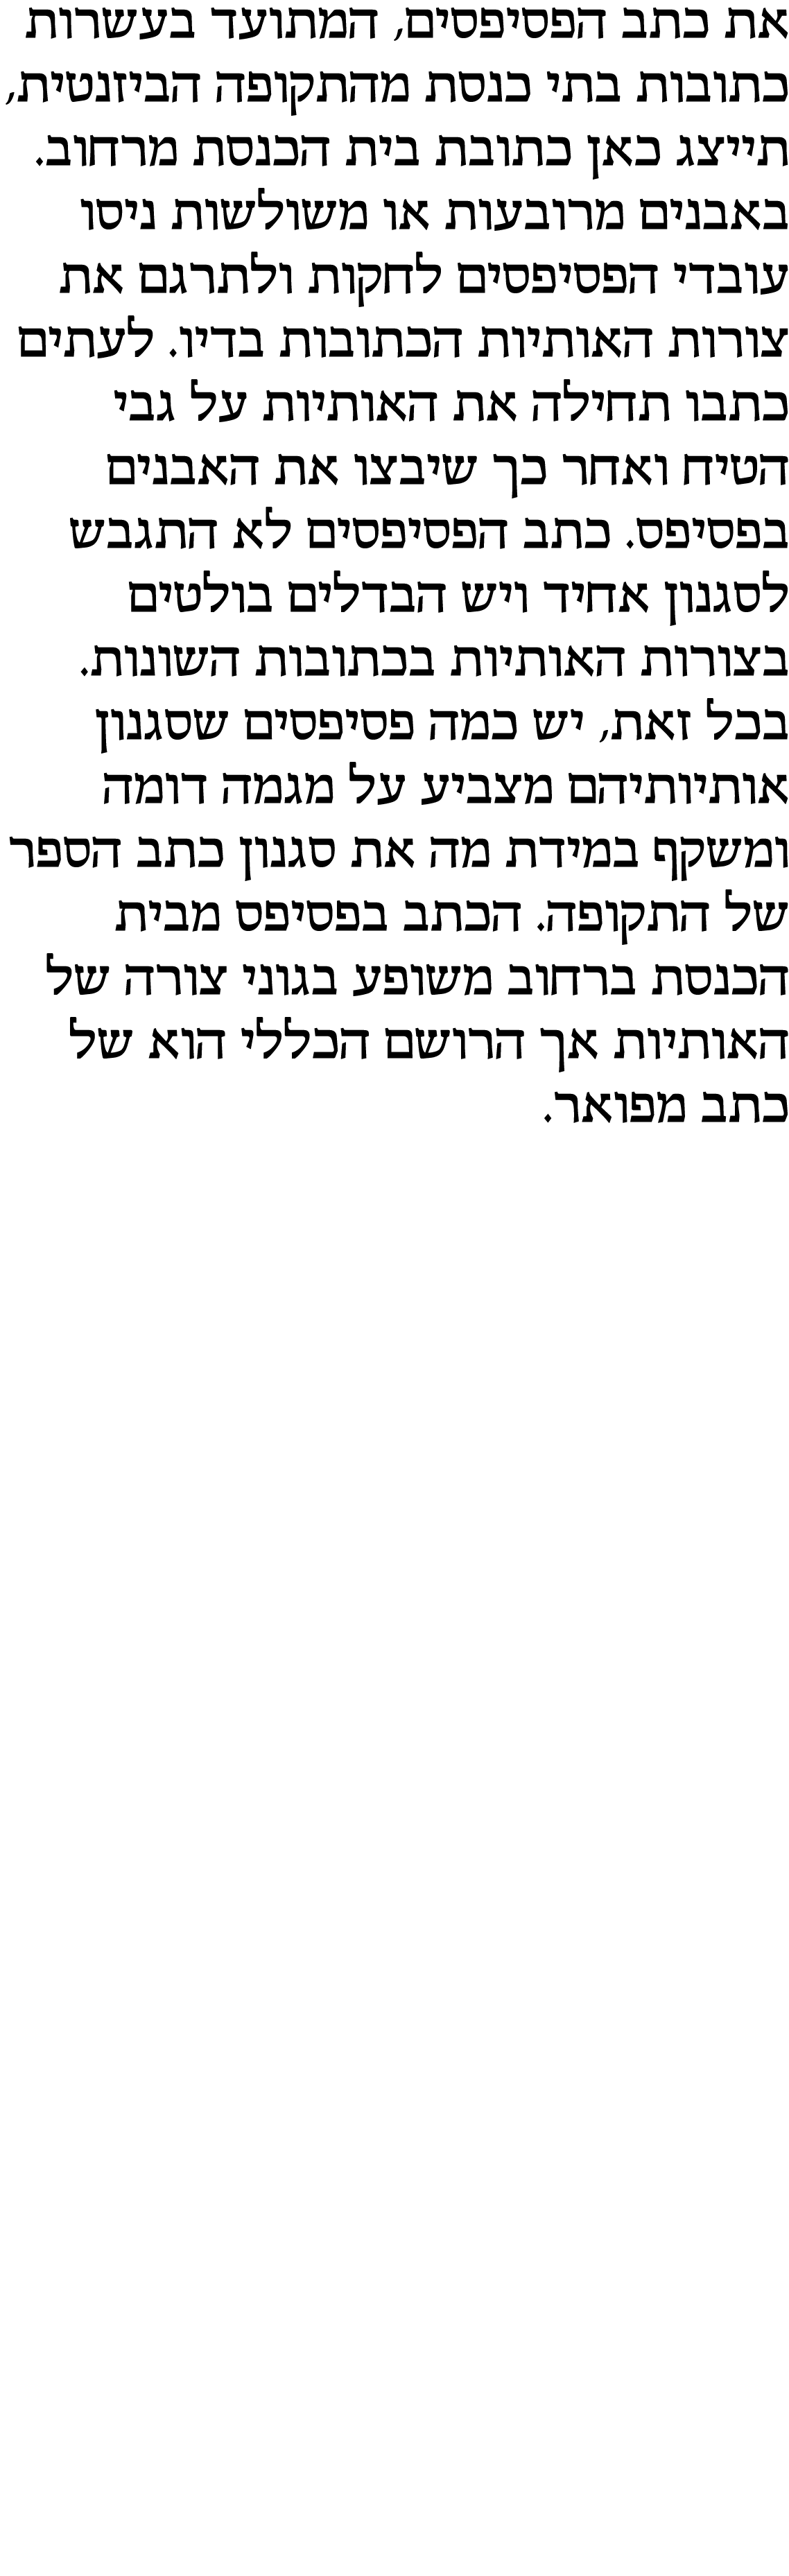 את כתב הפסיפסים, המתועד בעשרות
כתובות בתי כנסת מהתקופה הביזנטית,
תייצג כאן כתובת בית הכנסת מרחוב.
באבנים מרובעות או משולשות ניסו
עובדי הפסיפסים לחקות ולתרגם את
צורות האותיות הכתובות בדיו. לעתים
כתבו תחילה את האותיות על גבי
הטיח ואחר כך שיבצו את האבנים
בפסיפס. כתב הפסיפסים לא התגבש
לסגנון אחיד ויש הבדלים בולטים
בצורות האותיות בכתובות השונות.
בכל זאת, יש כמה פסיפסים שסגנון
אותיותיהם מצביע על מגמה דומה
ומשקף במידת מה את סגנון כתב הספר
של התקופה. הכתב בפסיפס מבית
הכנסת ברחוב משופע בגוני צורה של
האותיות אך הרושם הכללי הוא של
כתב מפואר.